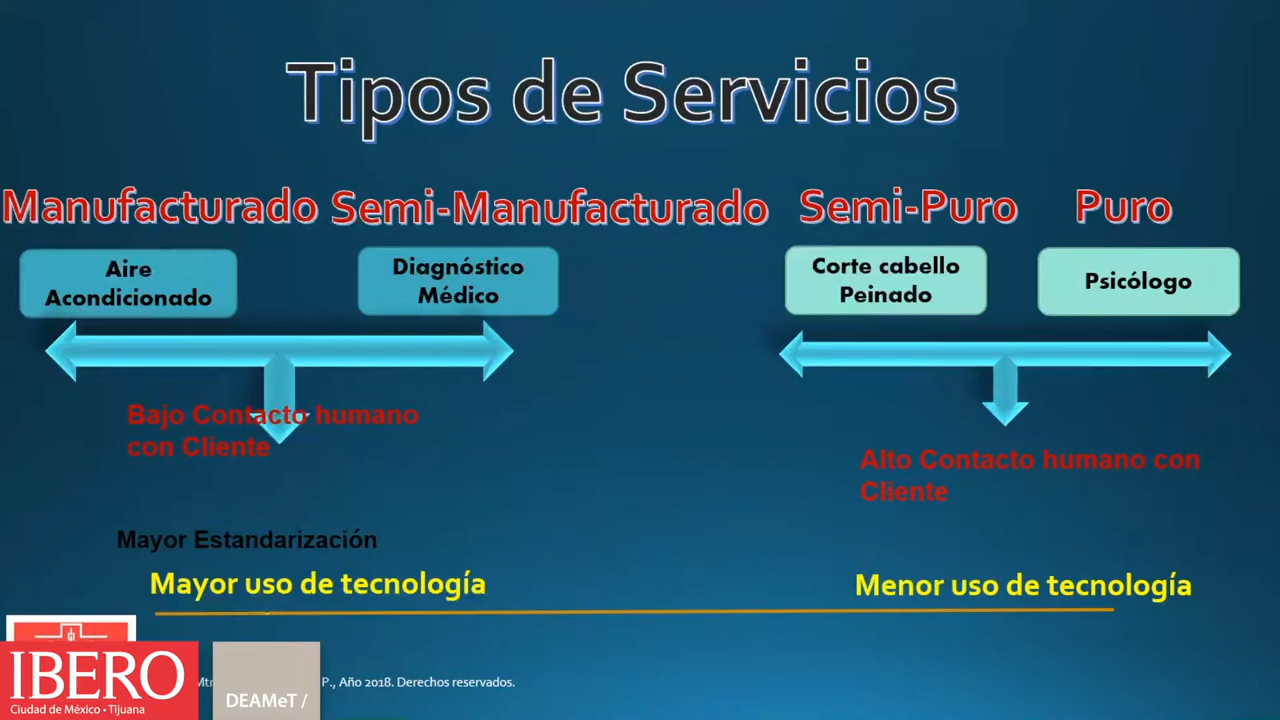 Tipos de Servicios
Manufacturado Semi-Manufacturado Semi-Puro Puro
Aire
Acondicionado
Diagnóstico
Médico
Corte cabello
Peinado
Psicólogo
Bajo Contacto humano
con Cliente
Alto Contacto humano con
Cliente
Mayor Estandarización
Mayor uso de tecnología
Menor uso de tecnología
IBERO
Ciudad de México • Tijuana
DEAMeT /
P., Año 2018. Derechos reservados.